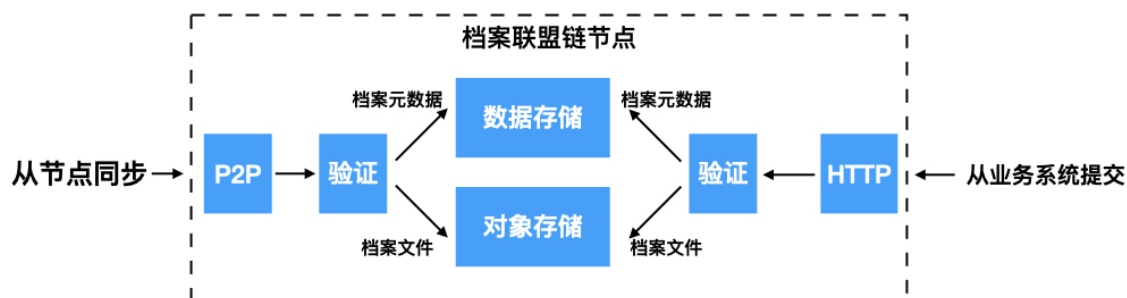 档案联盟链节点
档案元数据
数据存储
档案元数据
从节点同步
P2P
验证
验证
HTTP
从业务系统提交
对象存储
档案文件
档案文件